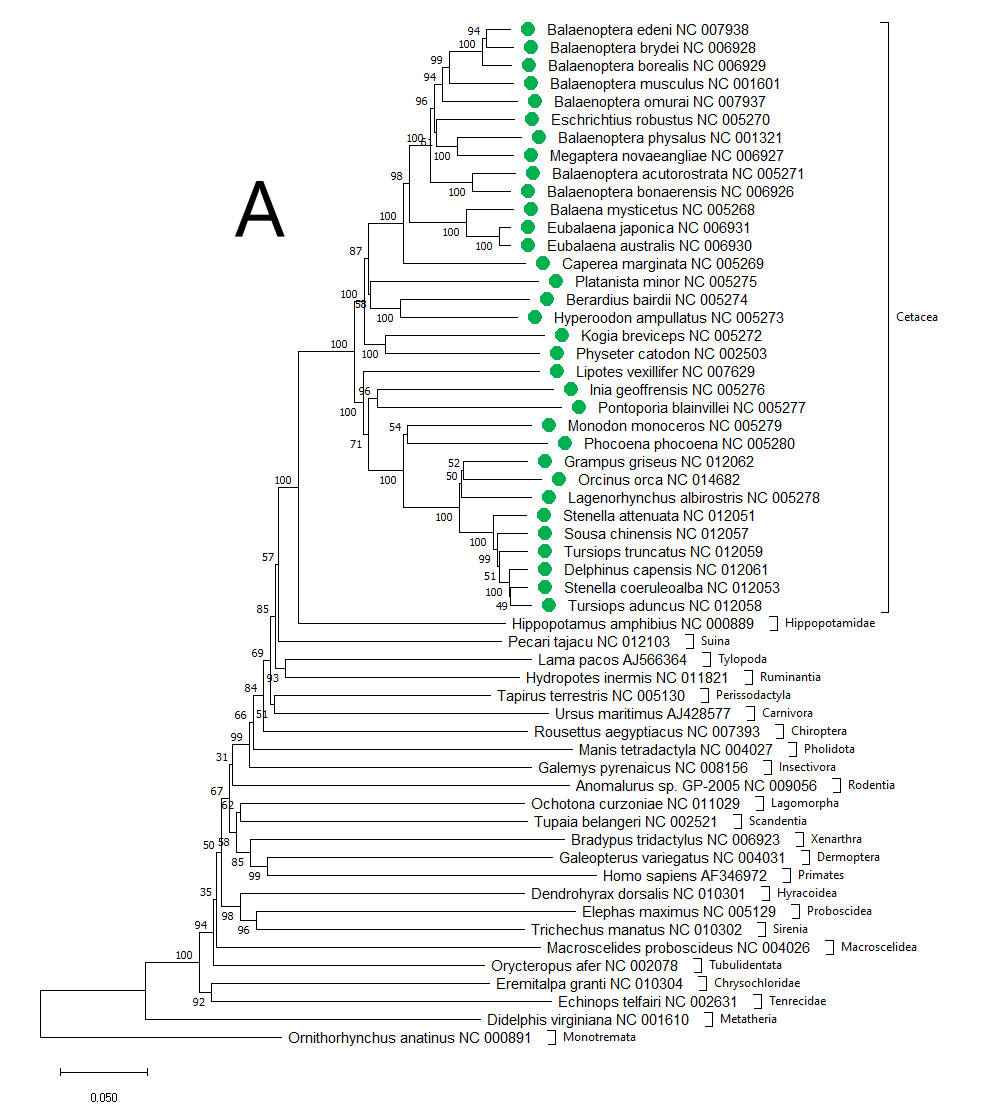 94
Balaenoptera edeni NC 007938
100
Balaenoptera brydei NC 006928
99
Balaenoptera borealis NC 006929
94
Balaenoptera musculus NC 001601
96
Balaenoptera omurai NC 007937
Eschrichtius robustus NC 005270
100
61
Balaenoptera physalus NC 001321
100
Megaptera novaeangliae NC 006927
98
Balaenoptera acutorostrata NC 005271
100
Balaenoptera bonaerensis NC 006926
A
100
Balaena mysticetus NC 005268
100
Eubalaena japonica NC 006931
100
Eubalaena australis NC 006930
87
Caperea marginata NC 005269
Platanista minor NC 005275
100
58
Berardius bairdii NC 005274
100
Hyperoodon ampullatus NC 005273
Cetacea
100
Kogia breviceps NC 005272
100
Physeter catodon NC 002503
Lipotes vexillifer NC 007629
96
Inia geoffrensis NC 005276
100
Pontoporia blainvillei NC 005277
54
Monodon monoceros NC 005279
71
Phocoena phocoena NC 005280
52
Grampus griseus NC 012062
100
50
100
Orcinus orca NC 014682
Lagenorhynchus albirostris NC 005278
100
Stenella attenuata NC 012051
100
Sousa chinensis NC 012057
99
Tursiops truncatus NC 012059
57
51
Delphinus capensis NC 012061
100
Stenella coeruleoalba NC 012053
49
Tursiops aduncus NC 012058
85
Hippopotamus amphibius NC 000889
Hippopotamidae
Pecari tajacu NC 012103
Suina
69
Lama pacos AJ566364
Tylopoda
93
Hydropotes inermis NC 011821
Ruminantia
84
Tapirus terrestris NC 005130
Perissodactyla
66
51
Ursus maritimus AJ428577
Carnivora
99
Rousettus aegyptiacus NC 007393
Chiroptera
31
Manis tetradactyla NC 004027
Pholidota
Galemys pyrenaicus NC 008156
Insectivora
67
Anomalurus sp. GP-2005 NC 009056
Rodentia
62
Ochotona curzoniae NC 011029
Lagomorpha
Tupaia belangeri NC 002521
Scandentia
50
58
Bradypus tridactylus NC 006923
Xenarthra
85
Galeopterus variegatus NC 004031
Dermoptera
99
Homo sapiens AF346972
Primates
35
Dendrohyrax dorsalis NC 010301
Hyracoidea
98
Elephas maximus NC 005129
Proboscidea
94
96
Trichechus manatus NC 010302
Sirenia
Macroscelides proboscideus NC 004026
Macroscelidea
100
Orycteropus afer NC 002078
Tubulidentata
Eremitalpa granti NC 010304
Chrysochloridae
92
Echinops telfairi NC 002631
Tenrecidae
Didelphis virginiana NC 001610
Metatheria
Ornithorhynchus anatinus NC 000891
Monotremata
0.050